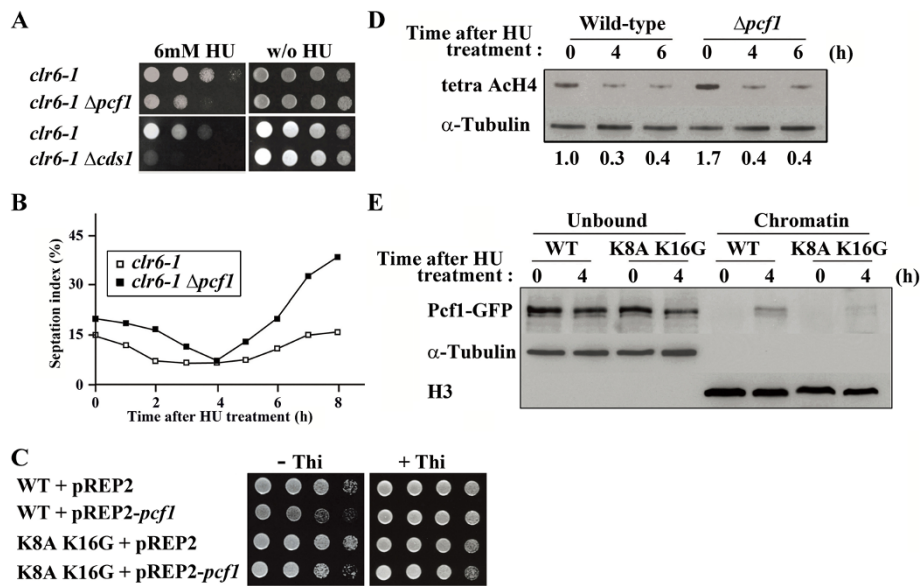 A
6mM HU w/o HU
clr6-1
clr6-1 Δpcf1
clr6-1
clr6-1 Δcds1
B
Septation index (%)
45
30
15
0
clr6-1
clr6-1 Δpcf1
0 2 4 6 8
Time after HU treatment (h)
C
- Thi + Thi
WT + pREP2
WT + pREP2-pcf1
K8A K16G + pREP2
K8A K16G + pREP2-pcf1
D
Wild-type Δpcf1
Time after HU
treatment : 0 4 6 0 4 6 (h)
tetra AcH4
α-Tubulin
1.0 0.3 0.4 1.7 0.4 0.4
E
Unbound Chromatin
WT K8A K16G WT K8A K16G
Time after HU
treatment : 0 4 0 4 0 4 0 4 (h)
Pcf1-GFP
α-Tubulin
H3